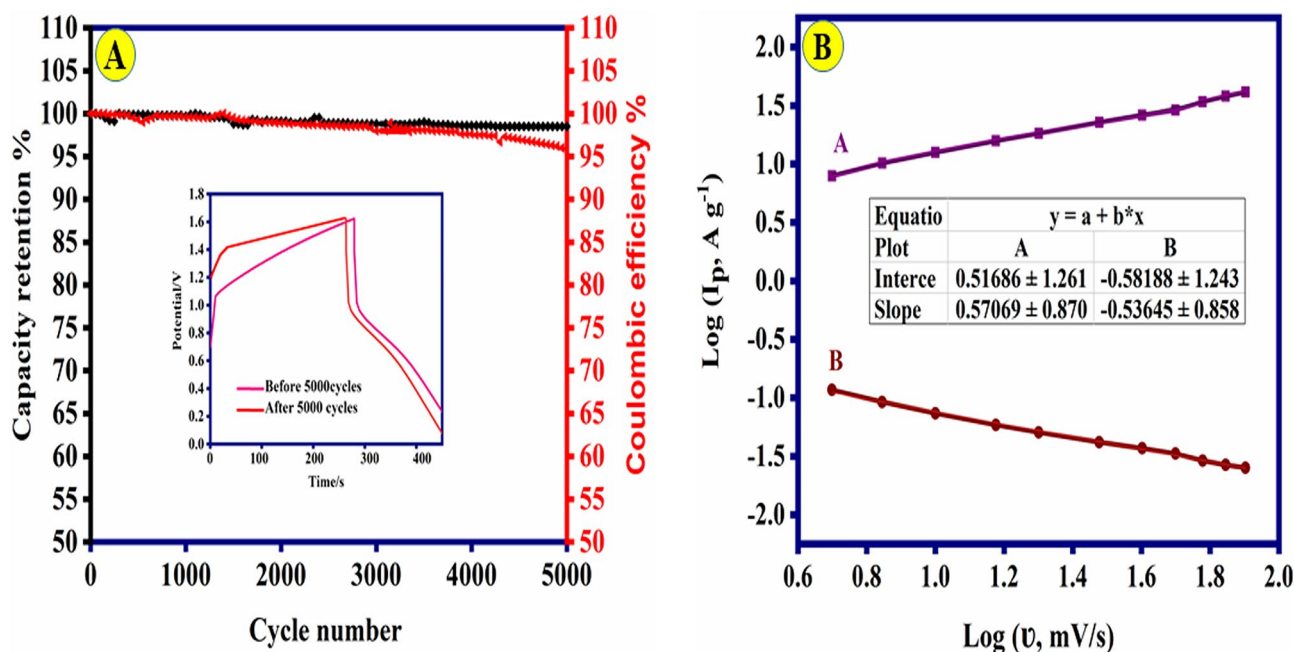 A
110
105
100
95
90
85
80
75
70
65
60
55
50
Capacity retention %
110
105
100
95
90
85
80
75
70
65
60
55
50
Coulombic efficiency %
0 1000 2000 3000 4000 5000
Cycle number
1.8
1.6
1.4
1.2
1.0
0.8
0.6
0.4
0.2
0.0
Potential/V
Before 5000cycles
After 5000 cycles
0 100 200 300 400
Time/s
B
2.0
1.5
1.0
0.5
0.0
-0.5
-1.0
-1.5
-2.0
Log (Ip, A g-1)
A
Equatio y = a + b*x
Plot A B
Interce 0.51686 ± 1.261 -0.58188 ± 1.243
Slope 0.57069 ± 0.870 -0.53645 ± 0.858
B
0.6 0.8 1.0 1.2 1.4 1.6 1.8 2.0
Log (υ, mV/s)